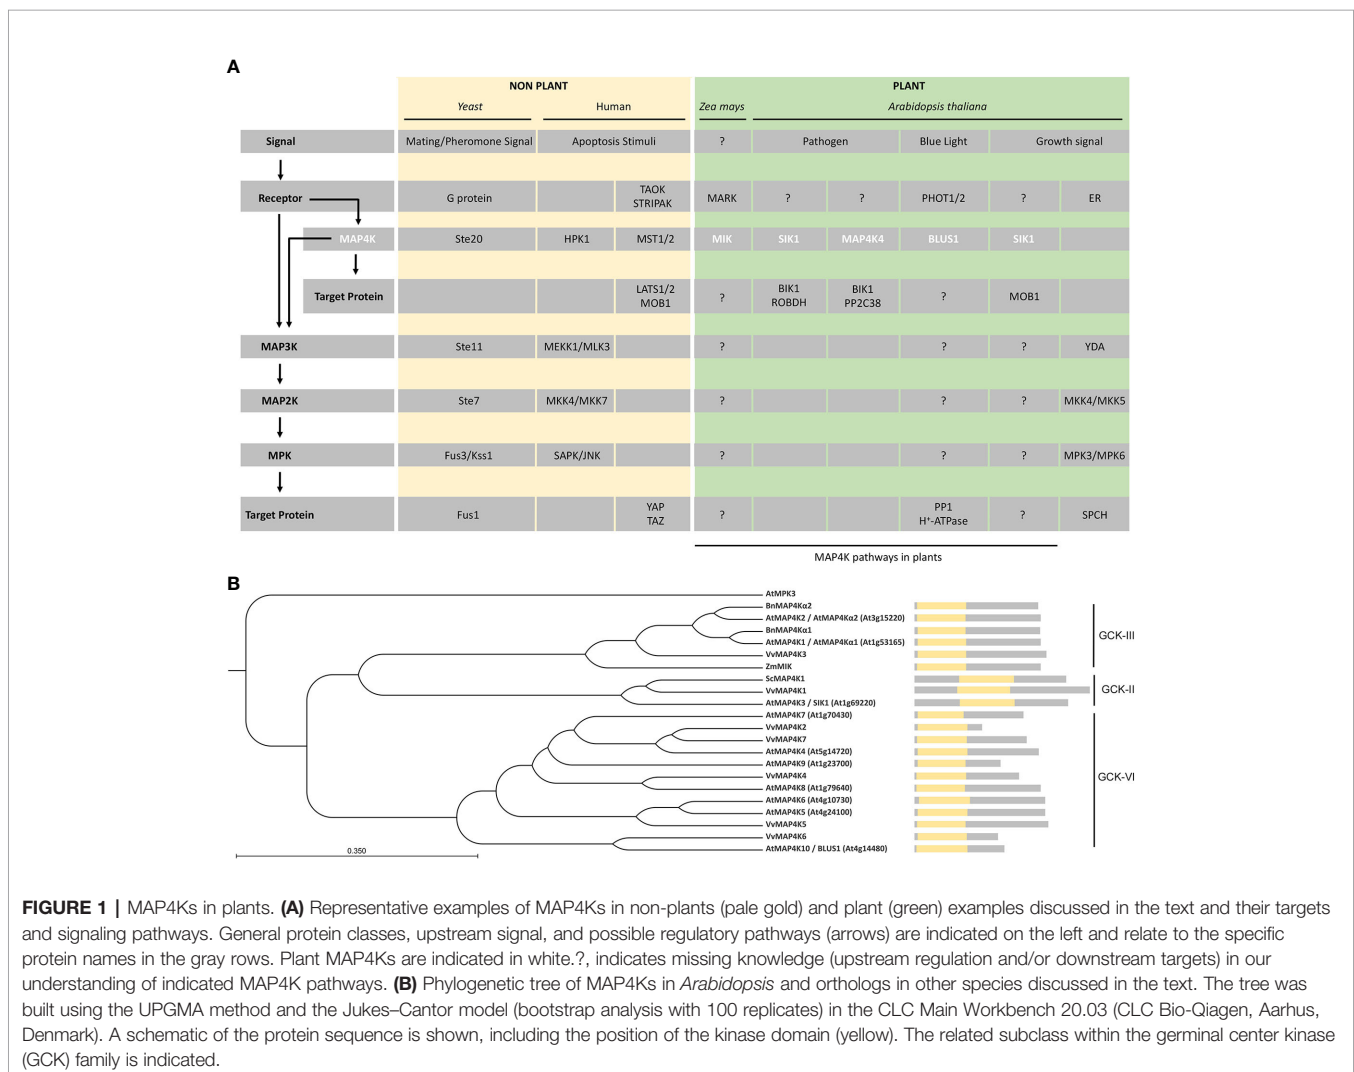 A
NON PLANT PLANT
Yeast Human Zea mays Arabidopsis thaliana
Signal Mating/Pheromone Signal Apoptosis Stimuli ? Pathogen Blue Light Growth signal
TAOK
Receptor G protein STRIPAK MARK ? ? PHOT1/2 ? ER
MAP4K Ste20 HPK1 MST1/2 MIK SIK1 MAP4K4 BLUS1 SIK1
LATS1/2 BIK1 BIK1
Target Protein MOB1 ? ROBDH PP2C38 ? MOB1
MAP3K Ste11 MEKK1/MLK3 ? ? ? YDA
MAP2K Ste7 MKK4/MKK7 ? ? ? MKK4/MKK5
MPK Fus3/Kss1 SAPK/JNK ? ? ? MPK3/MPK6
YAP PP1
Target Protein Fus1 TAZ ? H⁺-ATPase ? SPCH
MAP4K pathways in plants
B
AtMPK3
BnMAP4Kα2
AtMAP4K2 / AtMAP4Kα2 (At3g15220)
BnMAP4Kα1
AtMAP4K1 / AtMAP4Kα1 (At1g53165)
VvMAP4K3
ZmMIK
GCK-III
ScMAP4K1
VvMAP4K1
AtMAP4K3 / SIK1 (At1g69220)
GCK-II
AtMAP4K7 (At1g70430)
VvMAP4K2
VvMAP4K7
AtMAP4K4 (At5g14720)
AtMAP4K9 (At1g23700)
VvMAP4K4
AtMAP4K8 (At1g79640)
AtMAP4K6 (At4g10730)
AtMAP4K5 (At4g24100)
VvMAP4K5
VvMAP4K6
AtMAP4K10 / BLUS1 (At4g14480)
GCK-VI
0.350
FIGURE 1 | MAP4Ks in plants. (A) Representative examples of MAP4Ks in non-plants (pale gold) and plant (green) examples discussed in the text and their targets
and signaling pathways. General protein classes, upstream signal, and possible regulatory pathways (arrows) are indicated on the left and relate to the specific
protein names in the gray rows. Plant MAP4Ks are indicated in white.?, indicates missing knowledge (upstream regulation and/or downstream targets) in our
understanding of indicated MAP4K pathways. (B) Phylogenetic tree of MAP4Ks in Arabidopsis and orthologs in other species discussed in the text. The tree was
built using the UPGMA method and the Jukes–Cantor model (bootstrap analysis with 100 replicates) in the CLC Main Workbench 20.03 (CLC Bio-Qiagen, Aarhus,
Denmark). A schematic of the protein sequence is shown, including the position of the kinase domain (yellow). The related subclass within the germinal center kinase
(GCK) family is indicated.